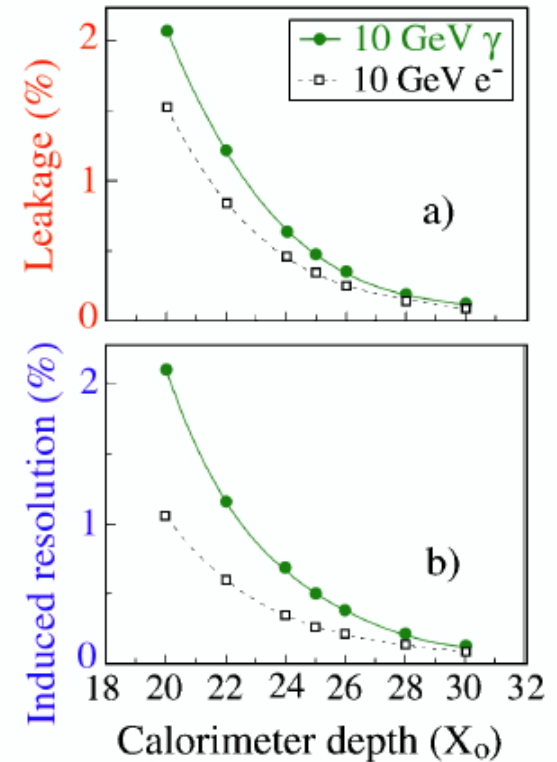 10 GeV γ
10 GeV e⁻
Leakage (%)
2
1
0
a)
Induced resolution (%)
2
1
0
b)
18 20 22 24 26 28 30 32
Calorimeter depth (X₀)